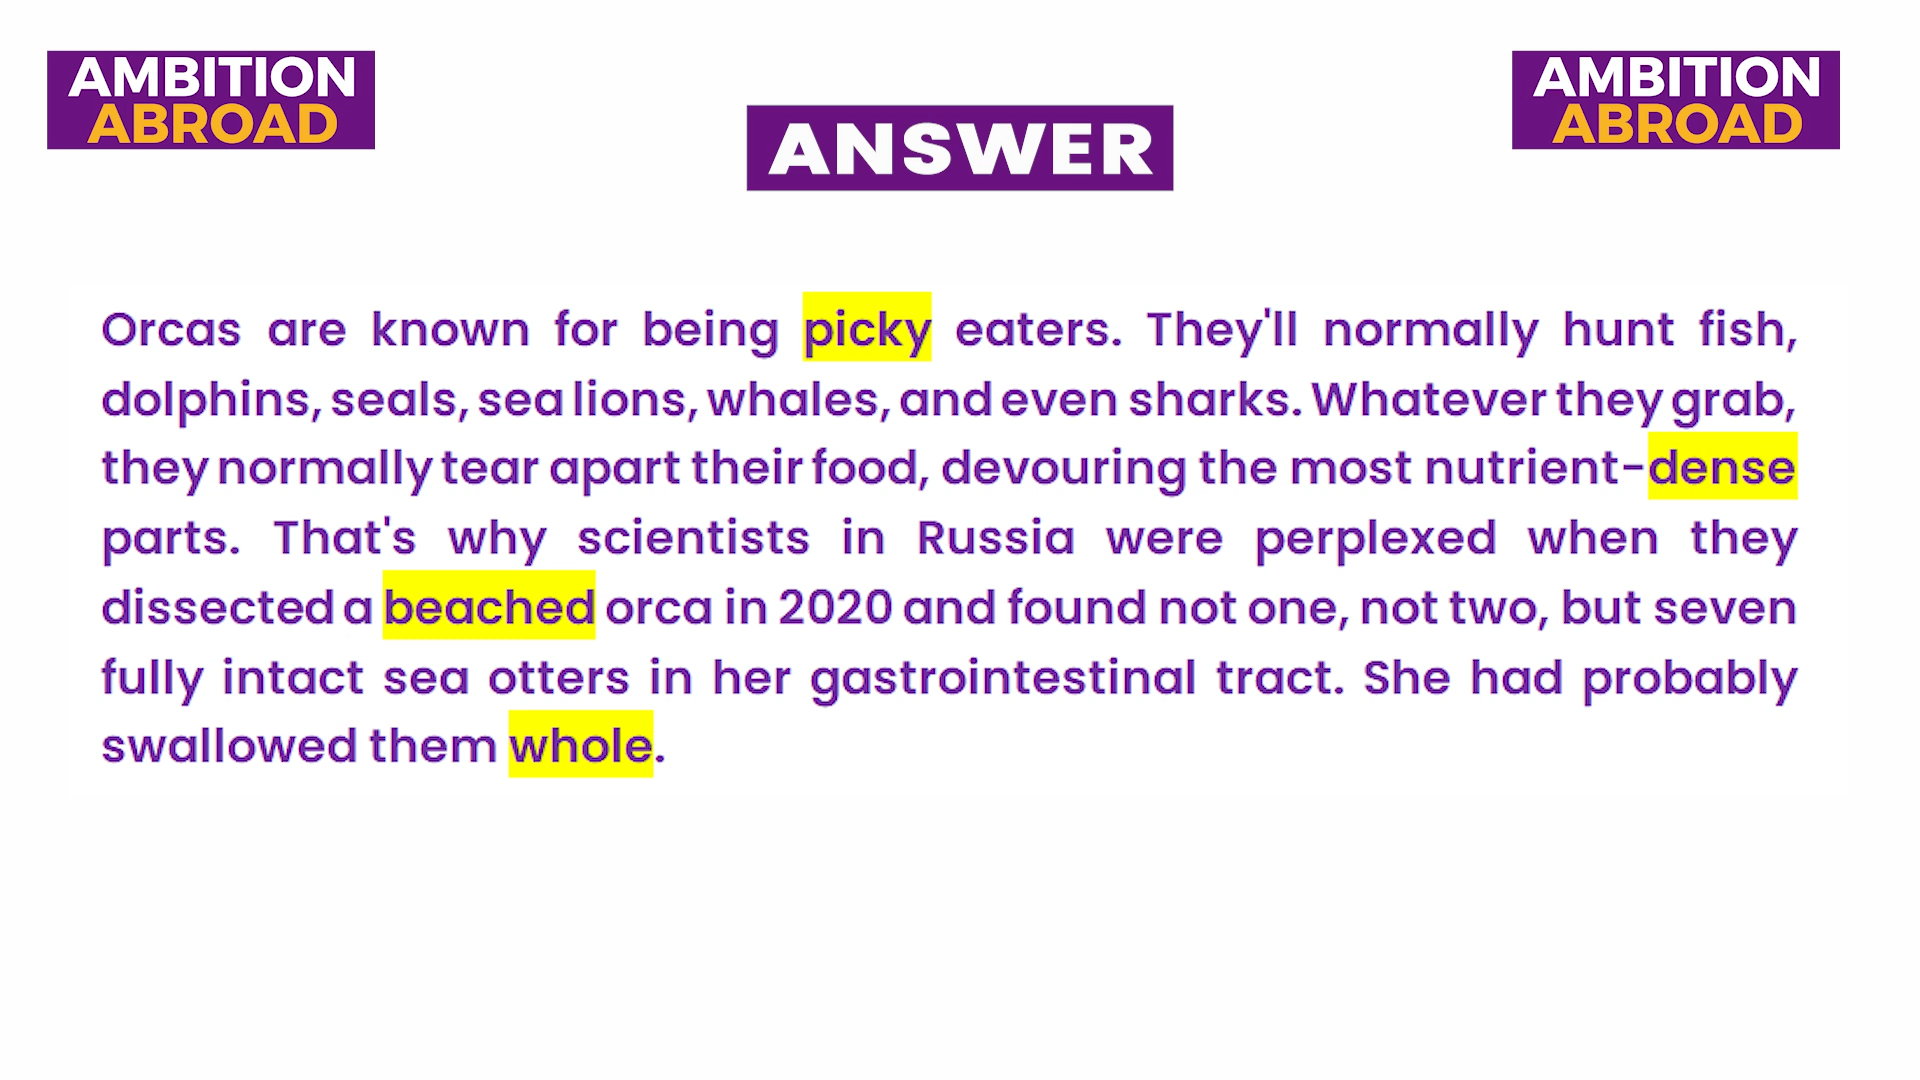 AMBITION
ABROAD
AMBITION
ABROAD
ANSWER
Orcas are known for being picky eaters. They'll normally hunt fish,
dolphins, seals, sea lions, whales, and even sharks. Whatever they grab,
they normally tear apart their food, devouring the most nutrient-dense
parts. That's why scientists in Russia were perplexed when they
dissected a beached orca in 2020 and found not one, not two, but seven
fully intact sea otters in her gastrointestinal tract. She had probably
swallowed them whole.